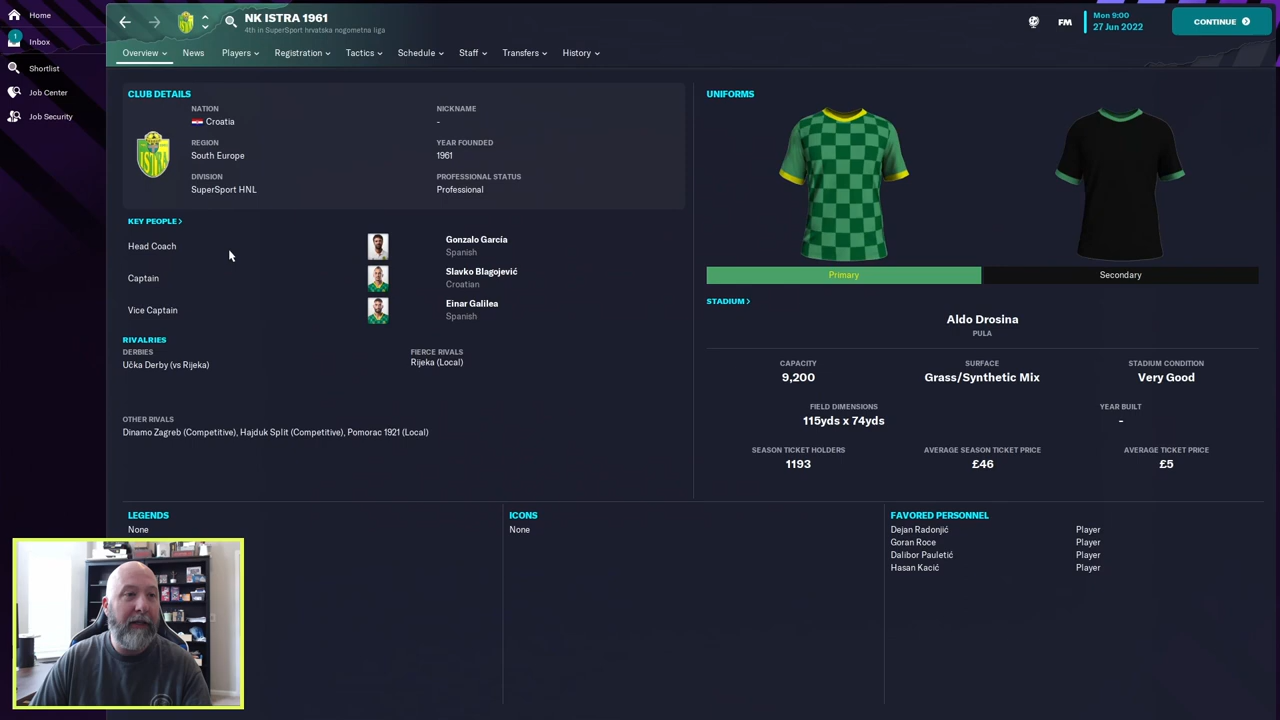 Home
1
Inbox
Shortlist
Job Center
Job Security
NK ISTRA 1961
4th in SuperSport hrvatska nogometna liga
FM
Mon 9:00
27 Jun 2022
CONTINUE
Overview
News
Players
Registration
Tactics
Schedule
Staff
Transfers
History
CLUB DETAILS
ISTRA
NATION
Croatia
NICKNAME
-
REGION
South Europe
YEAR FOUNDED
1961
DIVISION
SuperSport HNL
PROFESSIONAL STATUS
Professional
KEY PEOPLE >
Head Coach
Gonzalo García
Spanish
Captain
Slavko Blagojević
Croatian
Vice Captain
Einar Galilea
Spanish
RIVALRIES
DERBIES
Učka Derby (vs Rijeka)
FIERCE RIVALS
Rijeka (Local)
OTHER RIVALS
Dinamo Zagreb (Competitive), Hajduk Split (Competitive), Pomorac 1921 (Local)
UNIFORMS
Primary
Secondary
STADIUM >
Aldo Drosina
PULA
CAPACITY
9,200
SURFACE
Grass/Synthetic Mix
STADIUM CONDITION
Very Good
FIELD DIMENSIONS
115yds x 74yds
YEAR BUILT
-
SEASON TICKET HOLDERS
1193
AVERAGE SEASON TICKET PRICE
£46
AVERAGE TICKET PRICE
£5
LEGENDS
None
ICONS
None
FAVORED PERSONNEL
Dejan Radonjić Player
Goran Roce Player
Dalibor Pauletić Player
Hasan Kacić Player